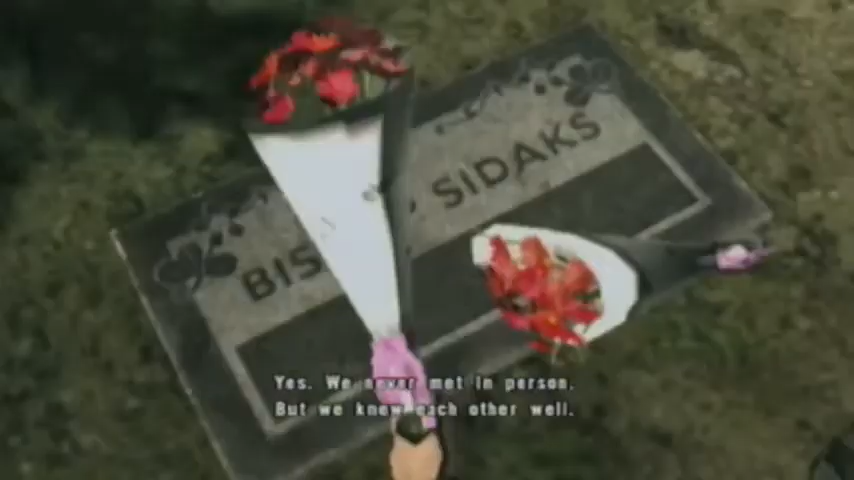 BIS SIDAKS
Yes. We never met in person.
But we knew each other well.